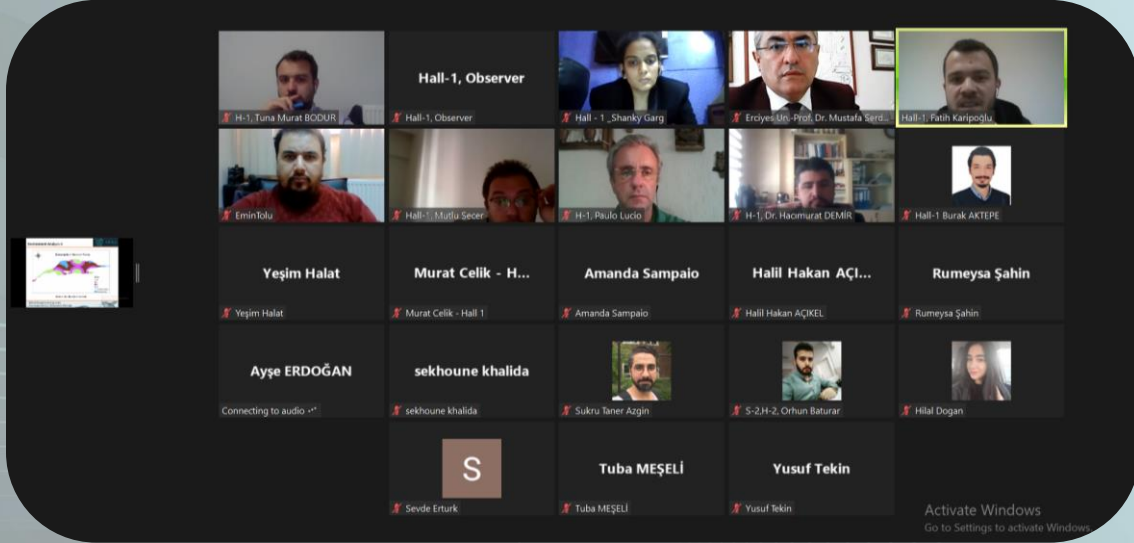 H-1, Tuna Murat BODUR
Hall-1, Observer
Hall-1, Observer
Hall - 1 _Shanky Garg
Erciyes Un.-Prof. Dr. Mustafa Serd...
Hall-1, Fatih Karipoğlu
EminTolu
Hall-1, Mutlu Secer
H-1, Paulo Lucio
H-1, Dr. Hacımurat DEMİR
Hall-1 Burak AKTEPE
Yeşim Halat
Yeşim Halat
Murat Celik - H...
Murat Celik - Hall 1
Amanda Sampaio
Amanda Sampaio
Halil Hakan AÇI...
Halil Hakan AÇIKEL
Rumeysa Şahin
Rumeysa Şahin
Ayşe ERDOĞAN
Connecting to audio
sekhoune khalida
sekhoune khalida
Sukru Taner Azgin
S-2,H-2, Orhun Baturar
Hilal Dogan
S
Sevde Erturk
Tuba MEŞELİ
Tuba MEŞELİ
Yusuf Tekin
Yusuf Tekin
Activate Windows
Go to Settings to activate Windows.